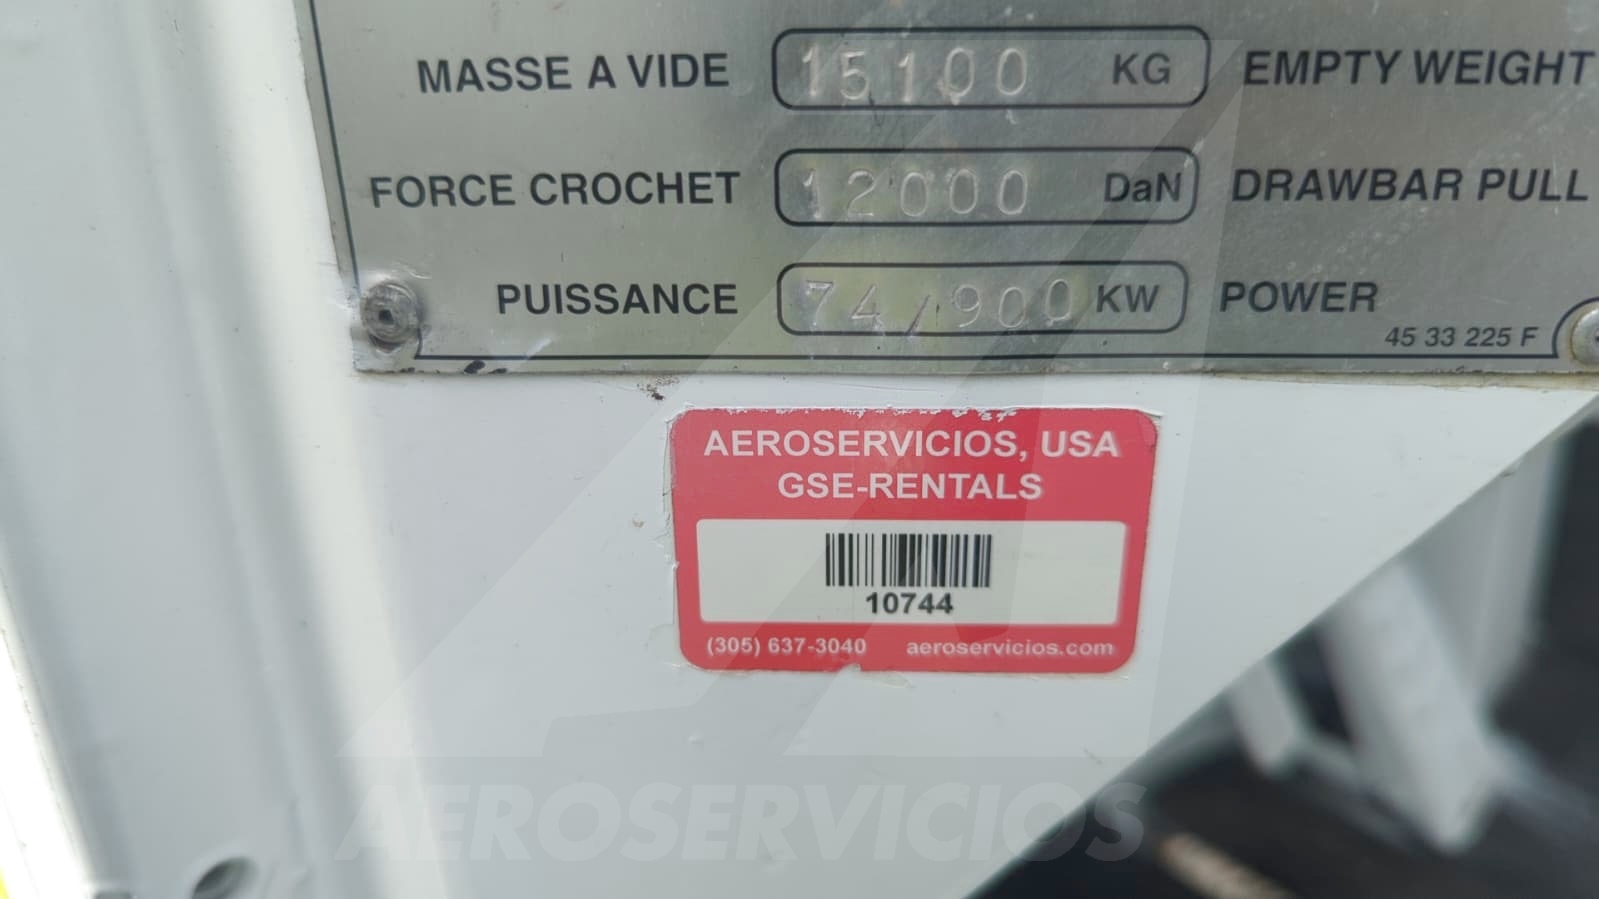 MASSE A VIDE 15100 KG EMPTY WEIGHT
FORCE CROCHET 12000 DaN DRAWBAR PULL
PUISSANCE 74/900 KW POWER
45 33 225 F
AEROSERVICIOS, USA
GSE-RENTALS
10744
(305) 637-3040 aeroservicios.com
AEROSERVICIOS